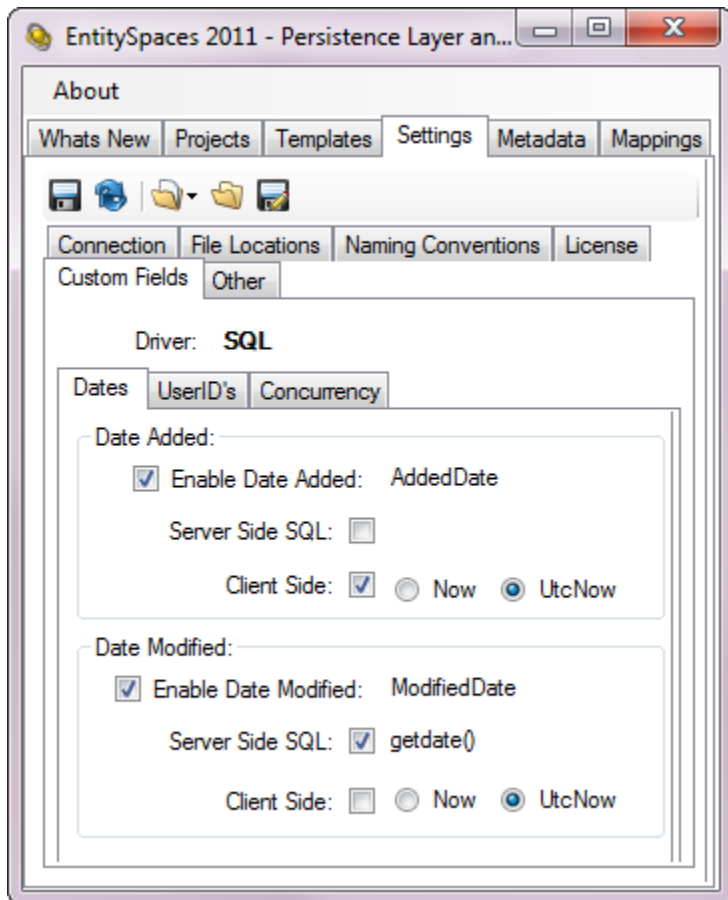 EntitySpaces 2011 - Persistence Layer an...
About
Whats New Projects Templates Settings Metadata Mappings
Connection File Locations Naming Conventions License
Custom Fields Other
Driver: SQL
Dates UserID's Concurrency
Date Added:
Enable Date Added: AddedDate
Server Side SQL:
Client Side: Now UtcNow
Date Modified:
Enable Date Modified: ModifiedDate
Server Side SQL: getdate()
Client Side: Now UtcNow